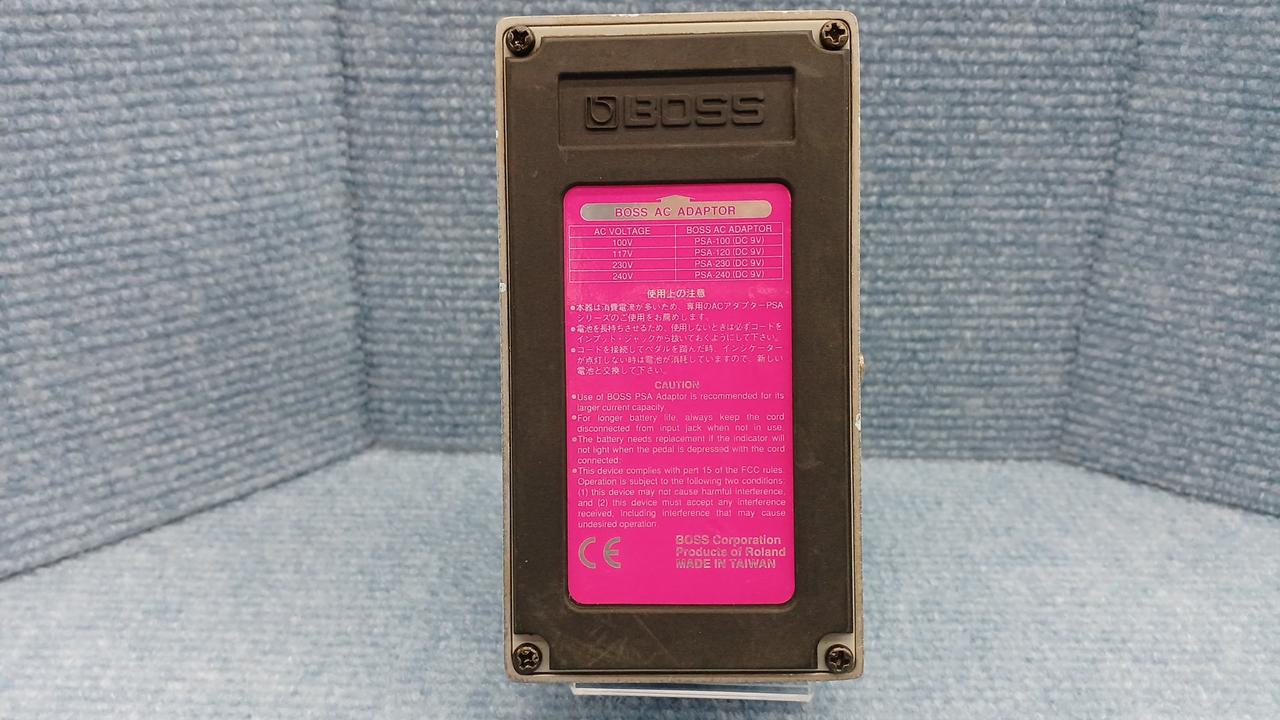 BOSS
BOSS AC ADAPTOR
AC VOLTAGE BOSS AC ADAPTOR
100V PSA-100 (DC 9V)
117V PSA-120 (DC 9V)
230V PSA-230 (DC 9V)
240V PSA-240 (DC 9V)
使用上の注意
●本器は消費電流が多いため、専用のACアダプターPSA
シリーズのご使用をお薦めします。
●電池を長持ちさせるため、使用しないときは必ずコードを
インプット・ジャックから抜いておくようにして下さい。
●コードを接続してペダルを踏んだ時、インジケーター
が点灯しない時は電池が消耗していますので、新しい
電池と交換して下さい。
CAUTION
●Use of BOSS PSA Adaptor is recommended for its
larger current capacity.
●For longer battery life, always keep the cord
disconnected from input jack when not in use.
●The battery needs replacement if the indicator will
not light when the pedal is depressed with the cord
connected.
●This device complies with part 15 of the FCC rules.
Operation is subject to the following two conditions:
(1) this device may not cause harmful interference,
and (2) this device must accept any interference
received, including interference that may cause
undesired operation.
CE
BOSS Corporation
Products of Roland
MADE IN TAIWAN